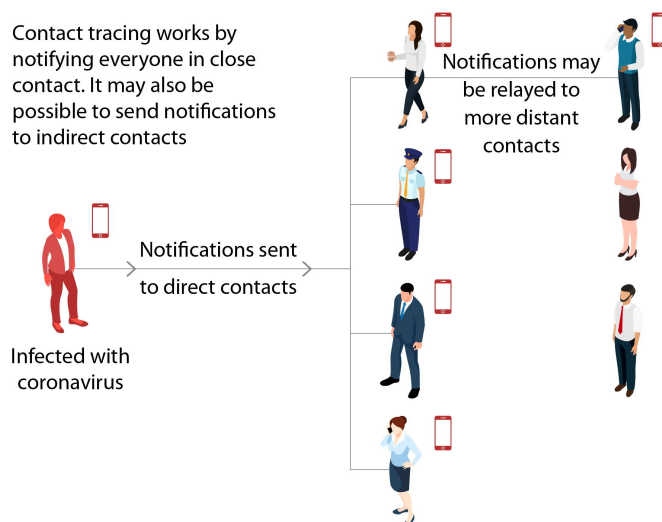 Contact tracing works by
notifying everyone in close
contact. It may also be
possible to send notifications
to indirect contacts
Notifications may
be relayed to
more distant
contacts
Notifications sent
to direct contacts
Infected with
coronavirus